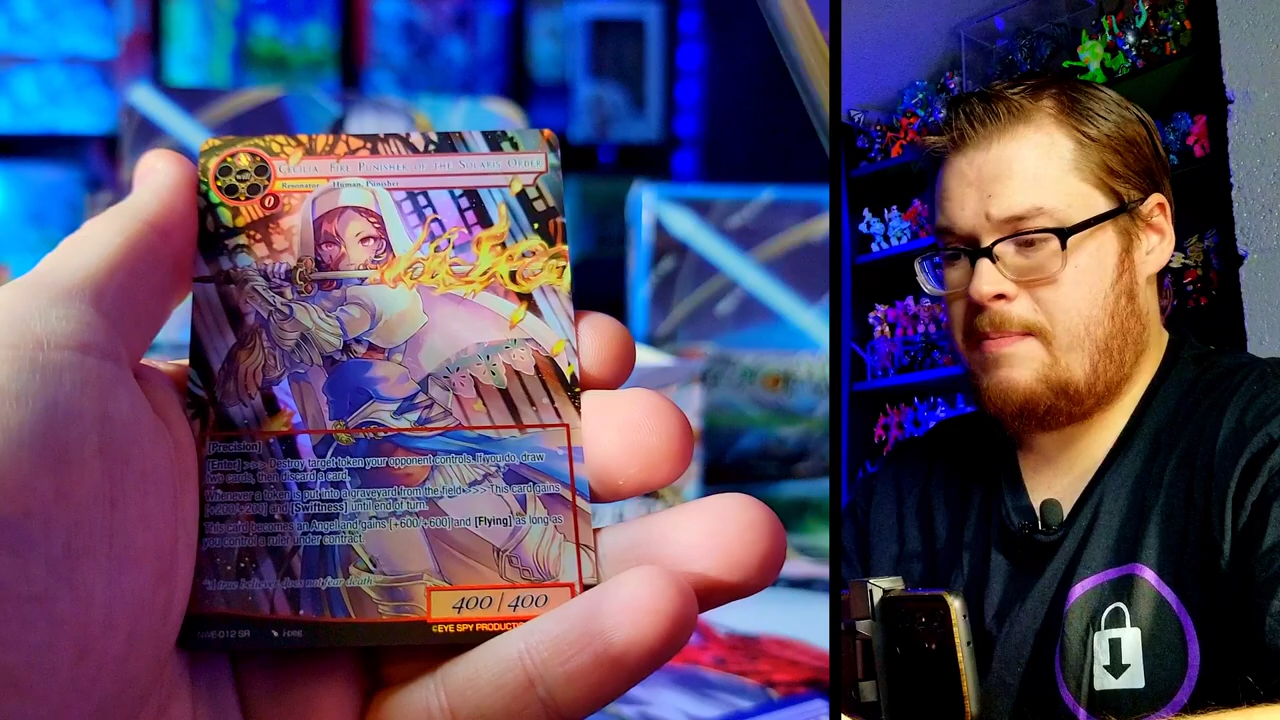 will
0
Cecilia, Fire Punisher of the Solaris Order
Resonator Human, Punisher
[Precision]
[Enter] >>> Destroy target token your opponent controls. If you do, draw
two cards, then discard a card.
Whenever a token is put into a graveyard from the field >>> This card gains
[+200/+200] and [Swiftness] until end of turn.
This card becomes an Angel and gains [+600/+600] and [Flying] as long as
you control a ruler under contract.
"A true believer does not fear death
400 / 400
-012 SR
©EYE SPY PRODUCTI